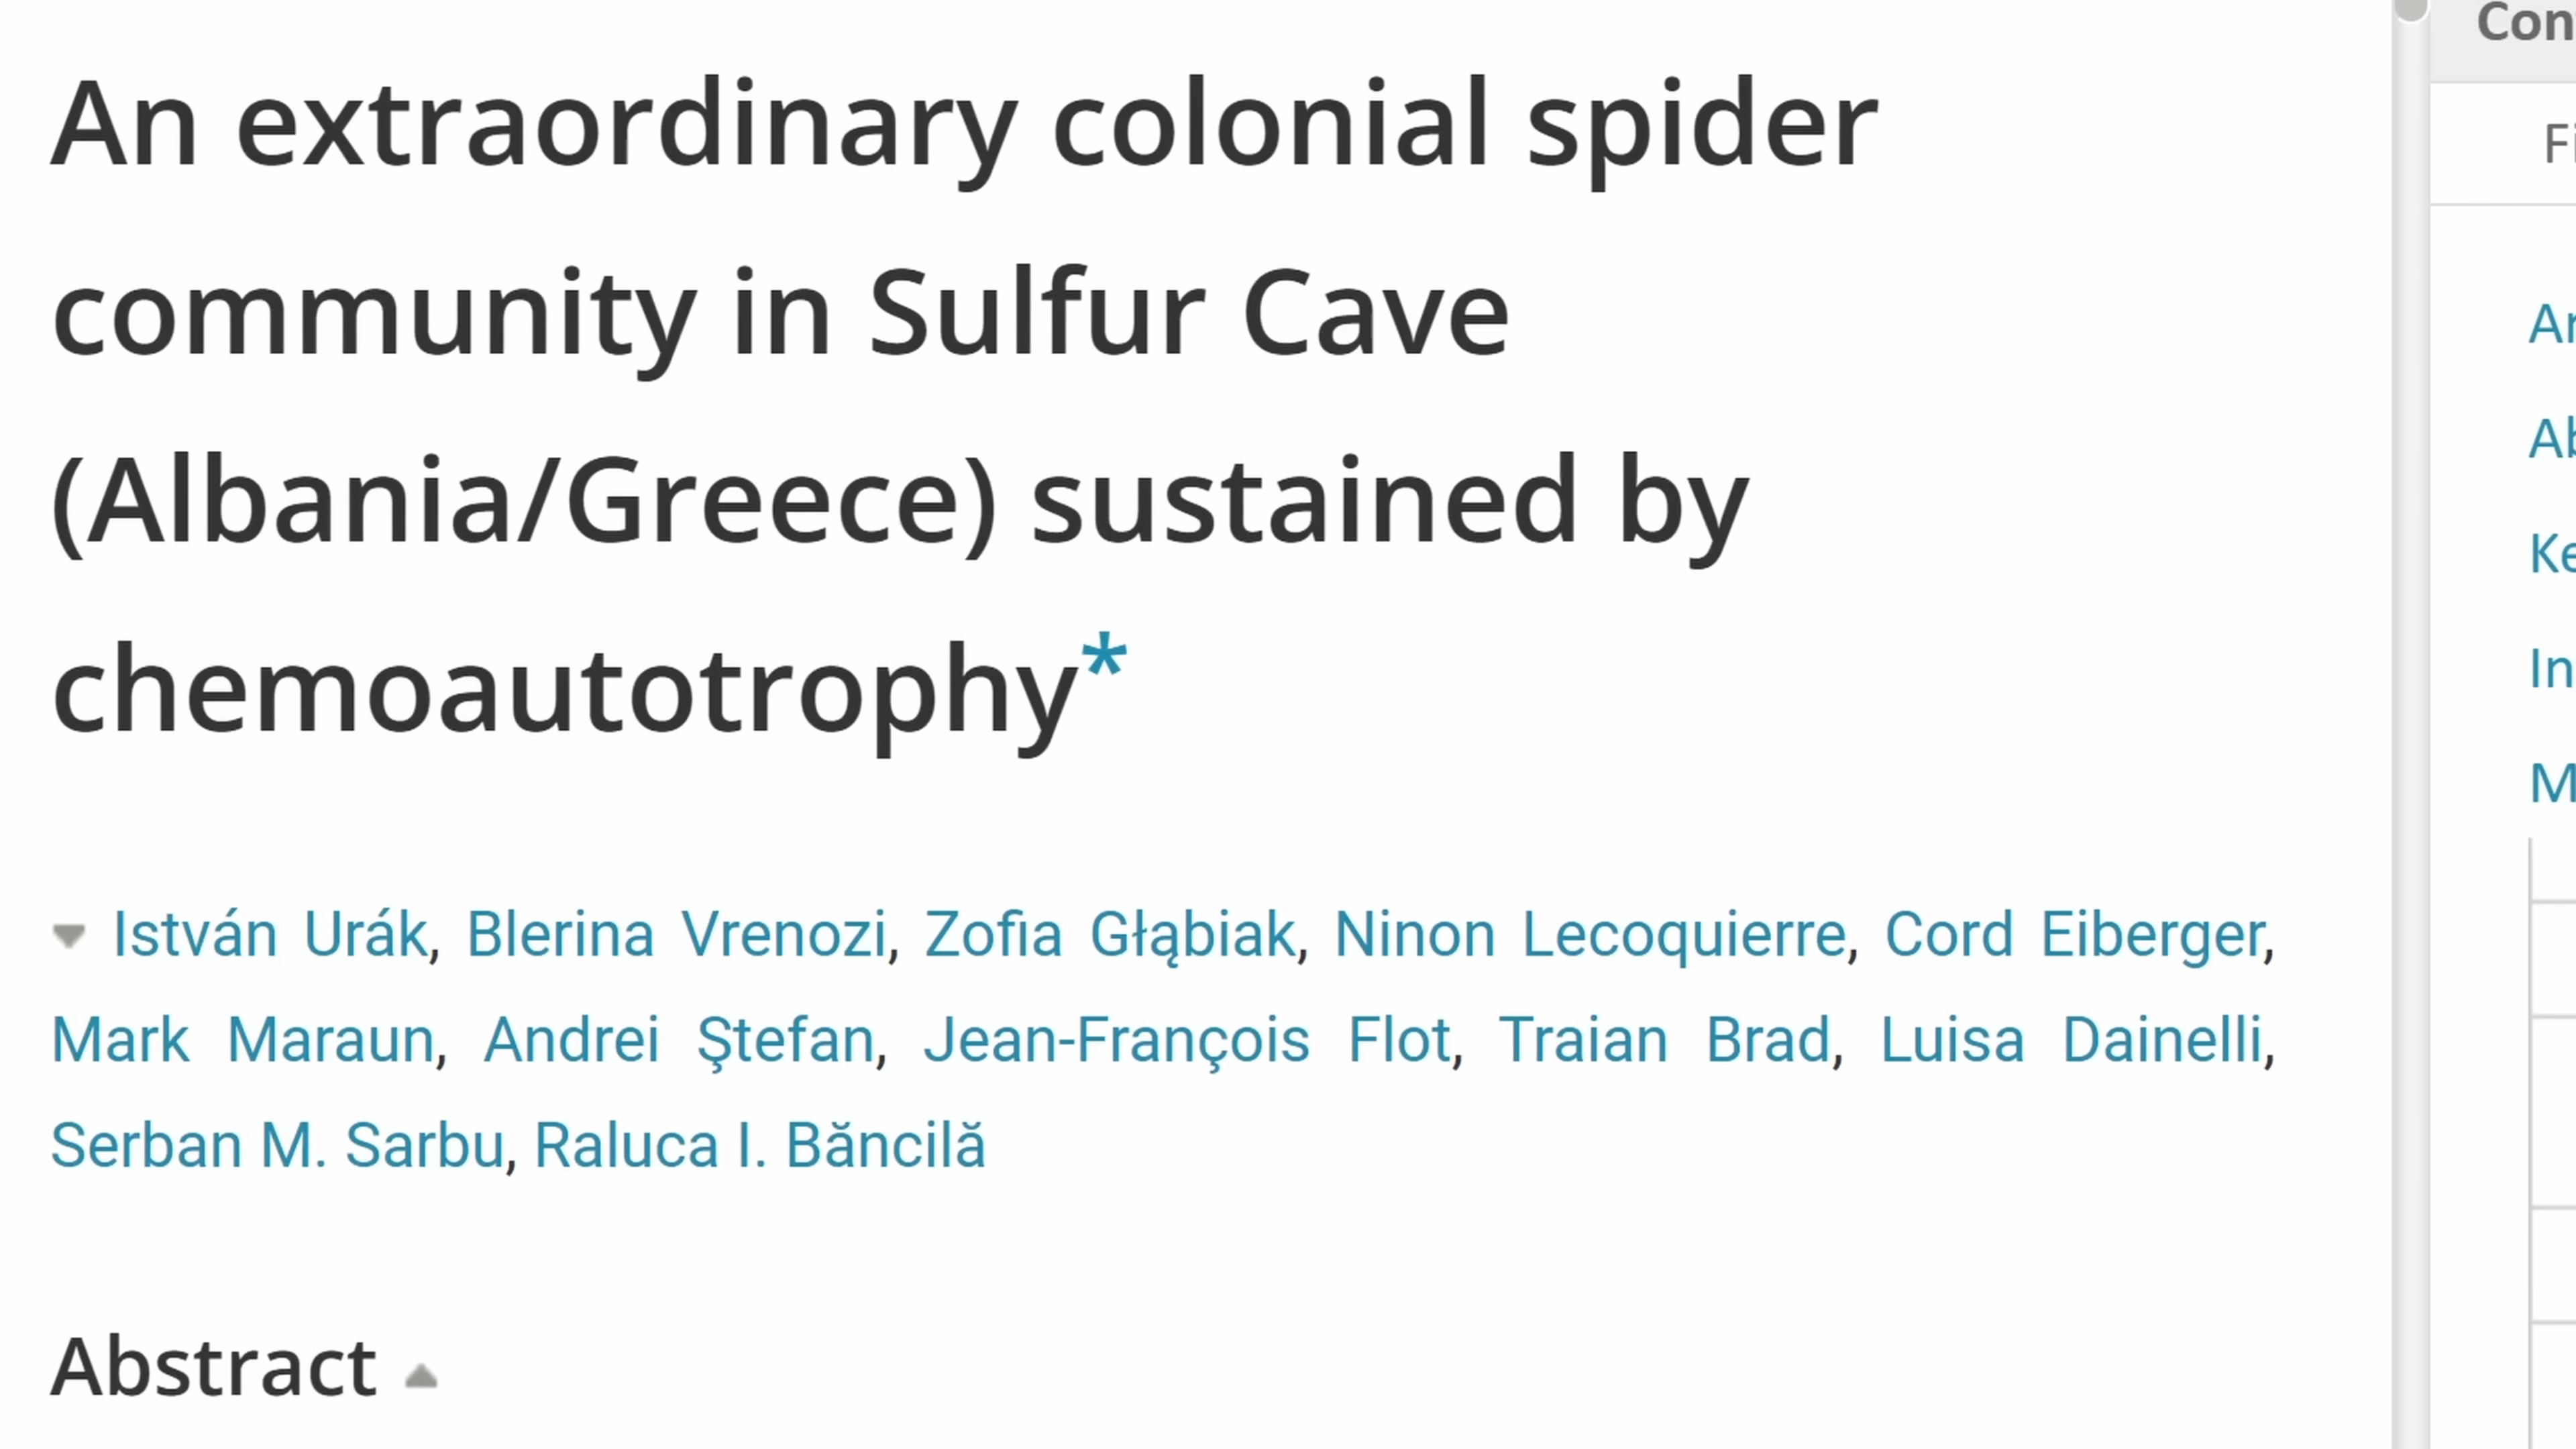 An extraordinary colonial spider
community in Sulfur Cave
(Albania/Greece) sustained by
chemoautotrophy*
István Urák, Blerina Vrenozi, Zofia Głąbiak, Ninon Lecoquierre, Cord Eiberger,
Mark Maraun, Andrei Ştefan, Jean-François Flot, Traian Brad, Luisa Dainelli,
Serban M. Sarbu, Raluca I. Băncilă
Abstract